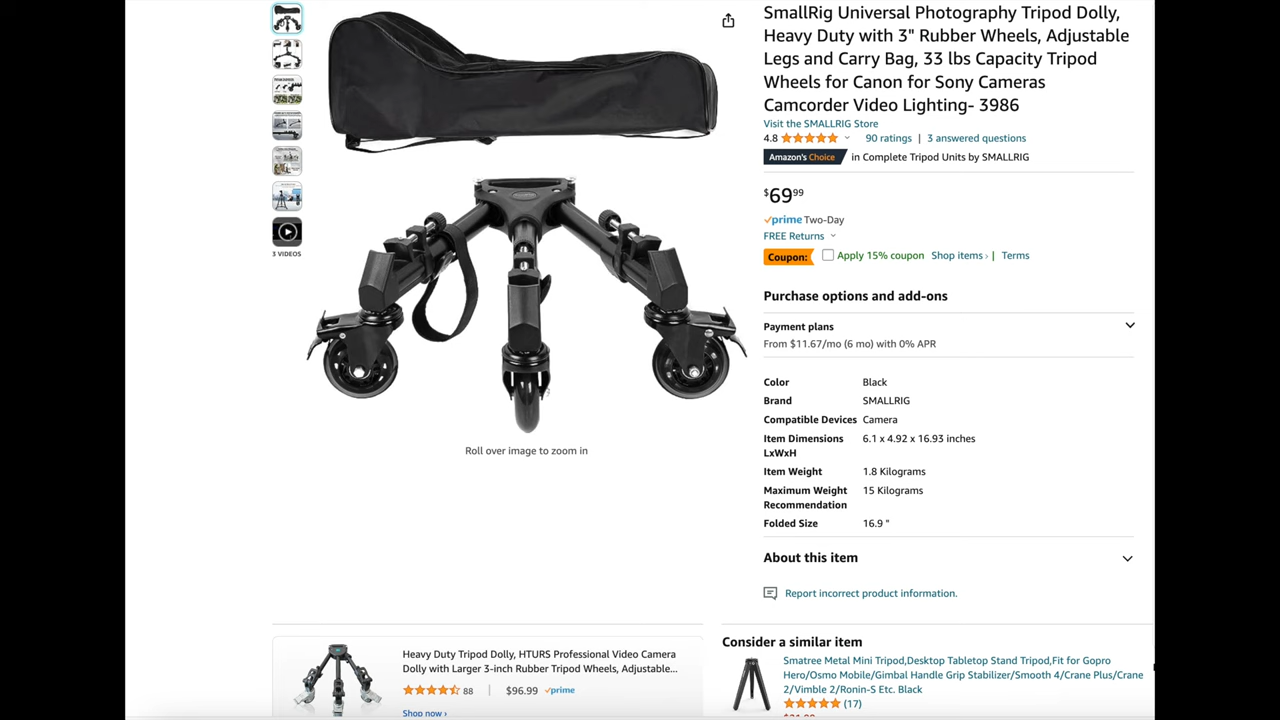 SmallRig Universal Photography Tripod Dolly,
Heavy Duty with 3" Rubber Wheels, Adjustable
Legs and Carry Bag, 33 lbs Capacity Tripod
Wheels for Canon for Sony Cameras
Camcorder Video Lighting- 3986
Visit the SMALLRIG Store
4.8 90 ratings | 3 answered questions
Amazon's Choice in Complete Tripod Units by SMALLRIG
$69.99
prime Two-Day
FREE Returns
Coupon: Apply 15% coupon Shop items › | Terms
Purchase options and add-ons
Payment plans
From $11.67/mo (6 mo) with 0% APR
Color Black
Brand SMALLRIG
Compatible Devices Camera
Item Dimensions 6.1 x 4.92 x 16.93 inches
LxWxH
Item Weight 1.8 Kilograms
Maximum Weight 15 Kilograms
Recommendation
Folded Size 16.9 "
About this item
Report incorrect product information.
3 VIDEOS
Roll over image to zoom in
Heavy Duty Tripod Dolly, HTURS Professional Video Camera
Dolly with Larger 3-inch Rubber Tripod Wheels, Adjustable...
88 | $96.99 prime
Shop now ›
Consider a similar item
Smatree Metal Mini Tripod,Desktop Tabletop Stand Tripod,Fit for Gopro
Hero/Osmo Mobile/Gimbal Handle Grip Stabilizer/Smooth 4/Crane Plus/Crane
2/Vimble 2/Ronin-S Etc. Black
(17)